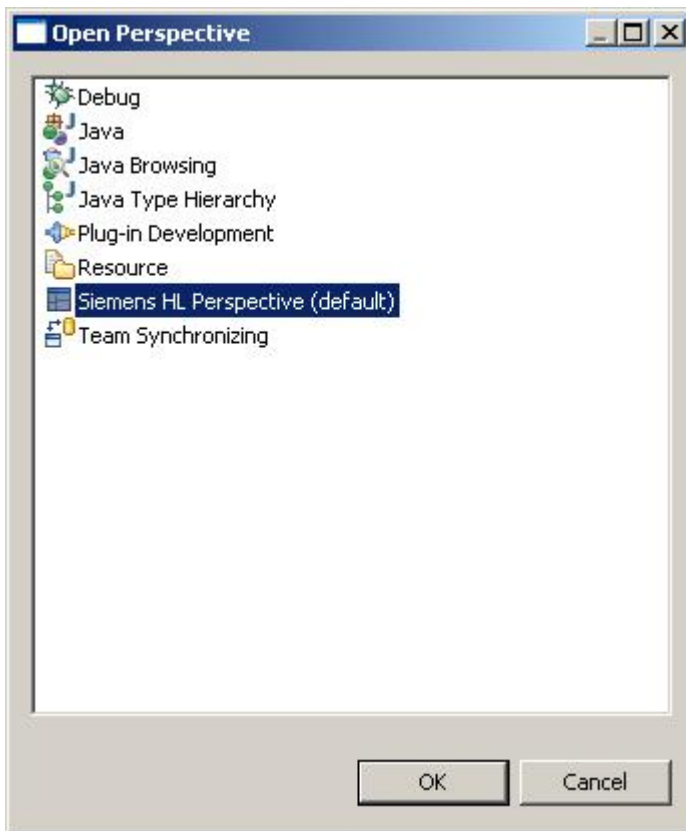 Open Perspective
Debug
Java
Java Browsing
Java Type Hierarchy
Plug-in Development
Resource
Siemens HL Perspective (default)
Team Synchronizing
OK
Cancel